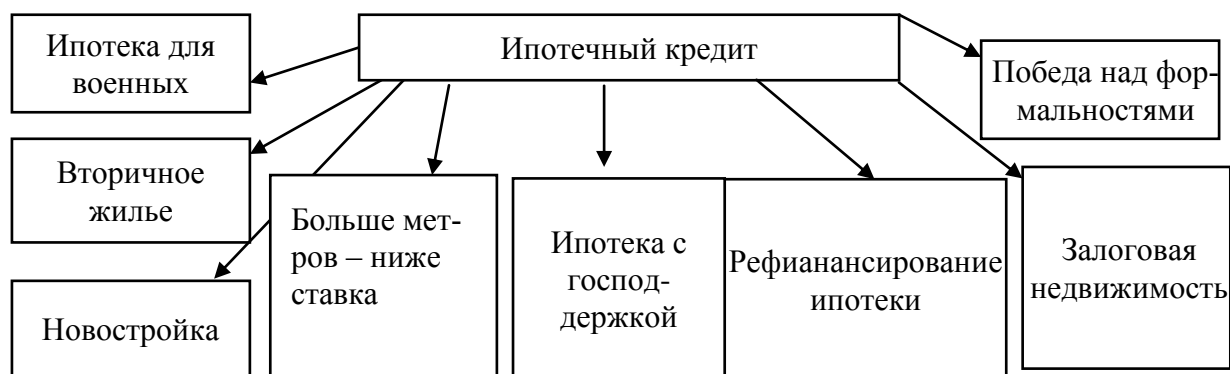 Ипотечный кредит
Ипотека для
военных
Победа над фор-
мальностями
Вторичное
жилье
Больше мет-
ров – ниже
ставка
Ипотека с
господ-
держкой
Рефианансирование
ипотеки
Залоговая
недвижимость
Новостройка